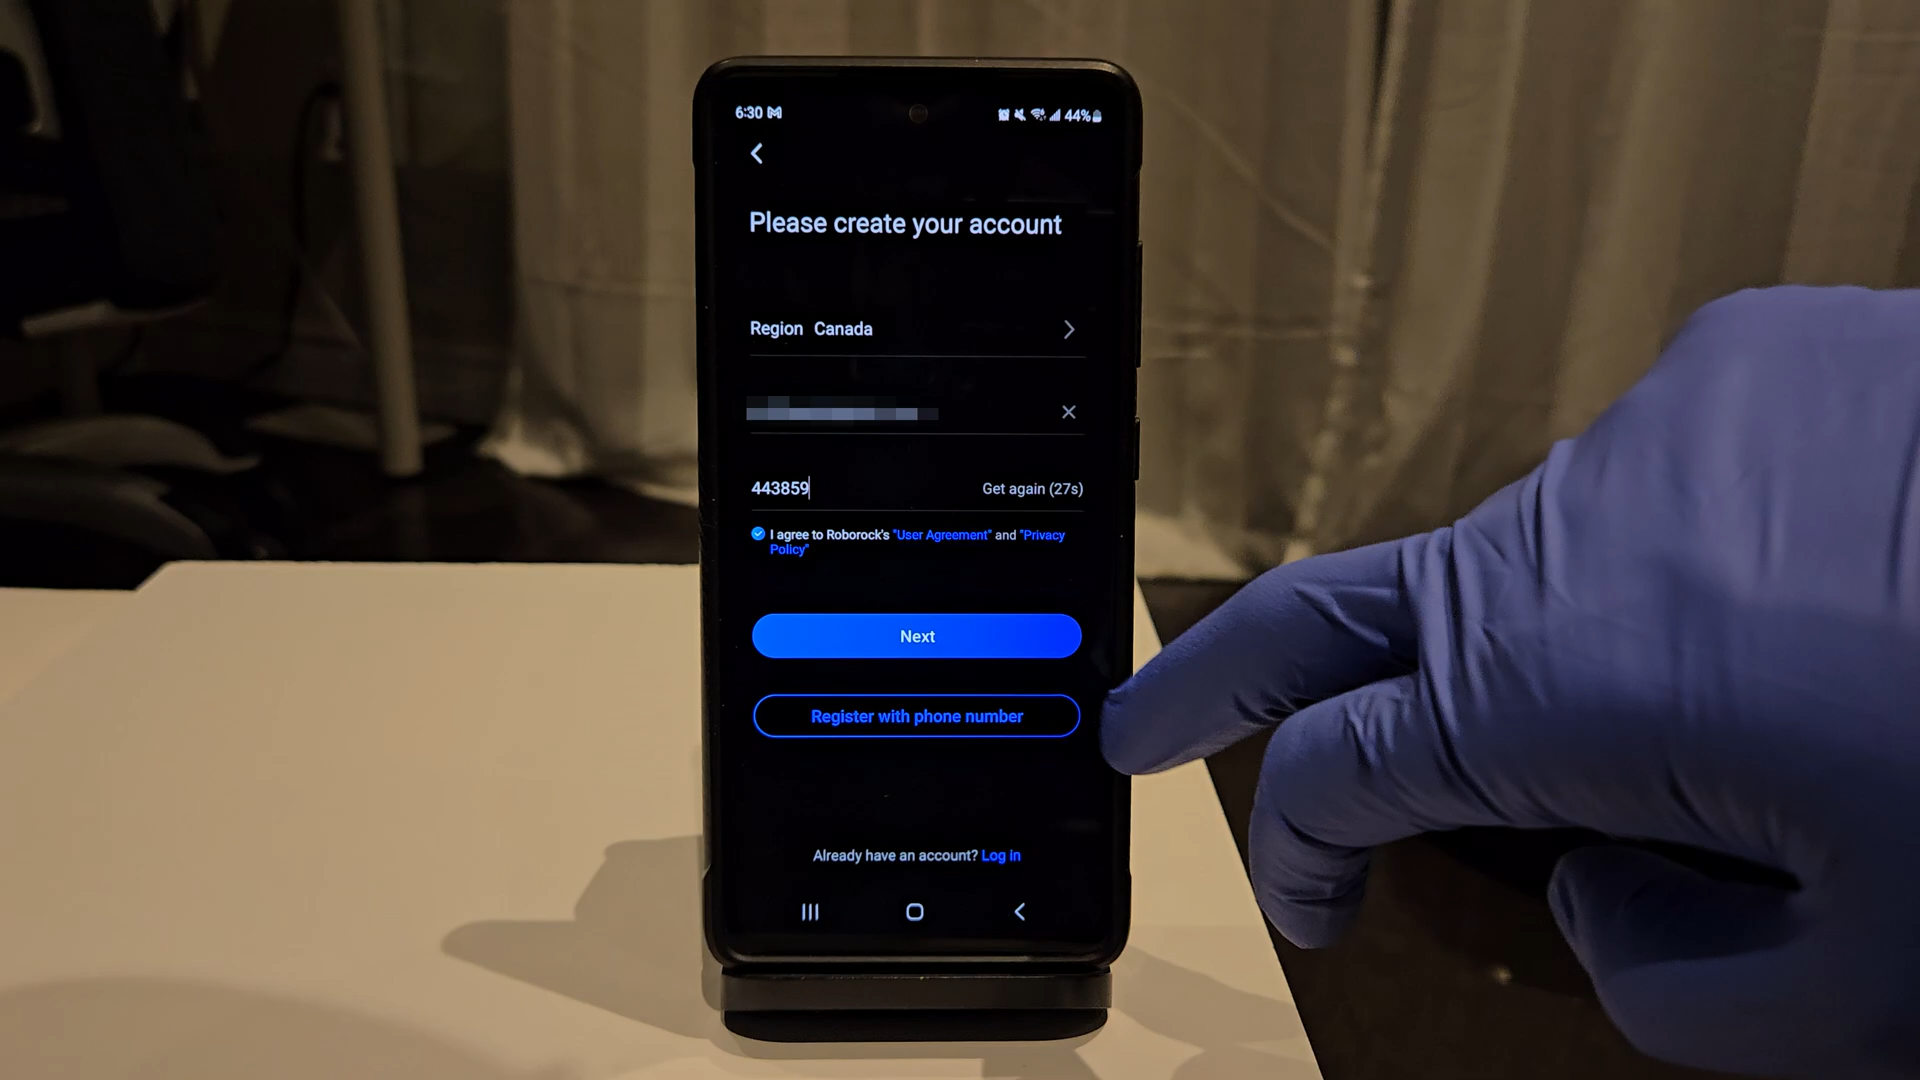 6:30
44%
Please create your account
Region Canada
443859 Get again (27s)
I agree to Roborock's "User Agreement" and "Privacy
Policy"
Next
Register with phone number
Already have an account? Log in